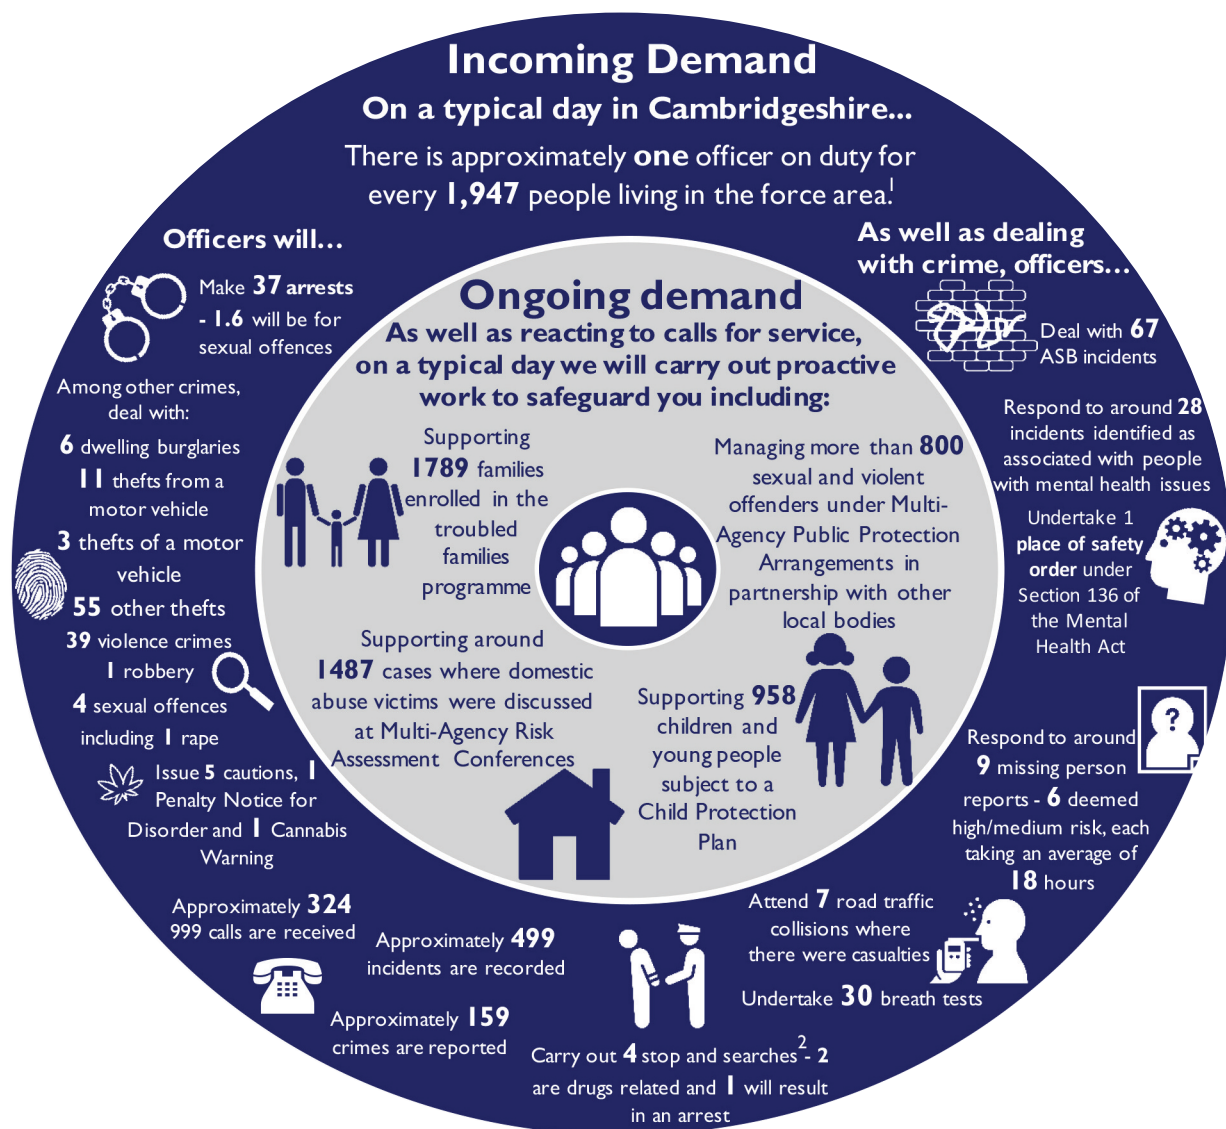 Incoming Demand
On a typical day in Cambridgeshire...
There is approximately one officer on duty for
every 1,947 people living in the force area.1
Officers will...
Make 37 arrests
- 1.6 will be for
sexual offences
Among other crimes,
deal with:
6 dwelling burglaries
11 thefts from a
motor vehicle
3 thefts of a motor
vehicle
55 other thefts
39 violence crimes
1 robbery
4 sexual offences
including 1 rape
Issue 5 cautions, 1
Penalty Notice for
Disorder and 1 Cannabis
Warning
Approximately 324
999 calls are received
Approximately 499
incidents are recorded
Approximately 159
crimes are reported
Carry out 4 stop and searches2- 2
are drugs related and 1 will result
in an arrest
As well as dealing
with crime, officers...
Deal with 67
ASB incidents
Respond to around 28
incidents identified as
associated with people
with mental health issues
Undertake 1
place of safety
order under
Section 136 of
the Mental
Health Act
?
Respond to around
9 missing person
reports - 6 deemed
high/medium risk, each
taking an average of
18 hours
Attend 7 road traffic
collisions where
there were casualties
Undertake 30 breath tests
Ongoing demand
As well as reacting to calls for service,
on a typical day we will carry out proactive
work to safeguard you including:
Supporting
1789 families
enrolled in the
troubled
families
programme
Managing more than 800
sexual and violent
offenders under Multi-
Agency Public Protection
Arrangements in
partnership with other
local bodies
Supporting around
1487 cases where domestic
abuse victims were discussed
at Multi-Agency Risk
Assessment Conferences
Supporting 958
children and
young people
subject to a
Child Protection
Plan